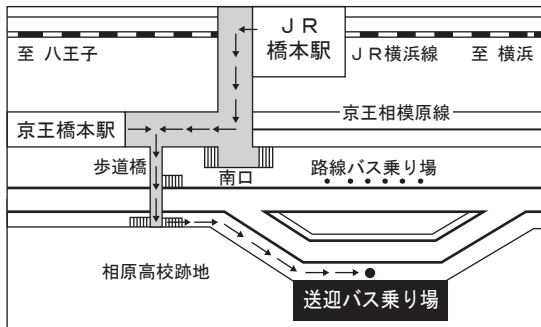 ＪＲ
橋本駅
至 八王子
ＪＲ横浜線
至 横浜
京王相模原線
京王橋本駅
歩道橋
南口
路線バス乗り場
相原高校跡地
送迎バス乗り場